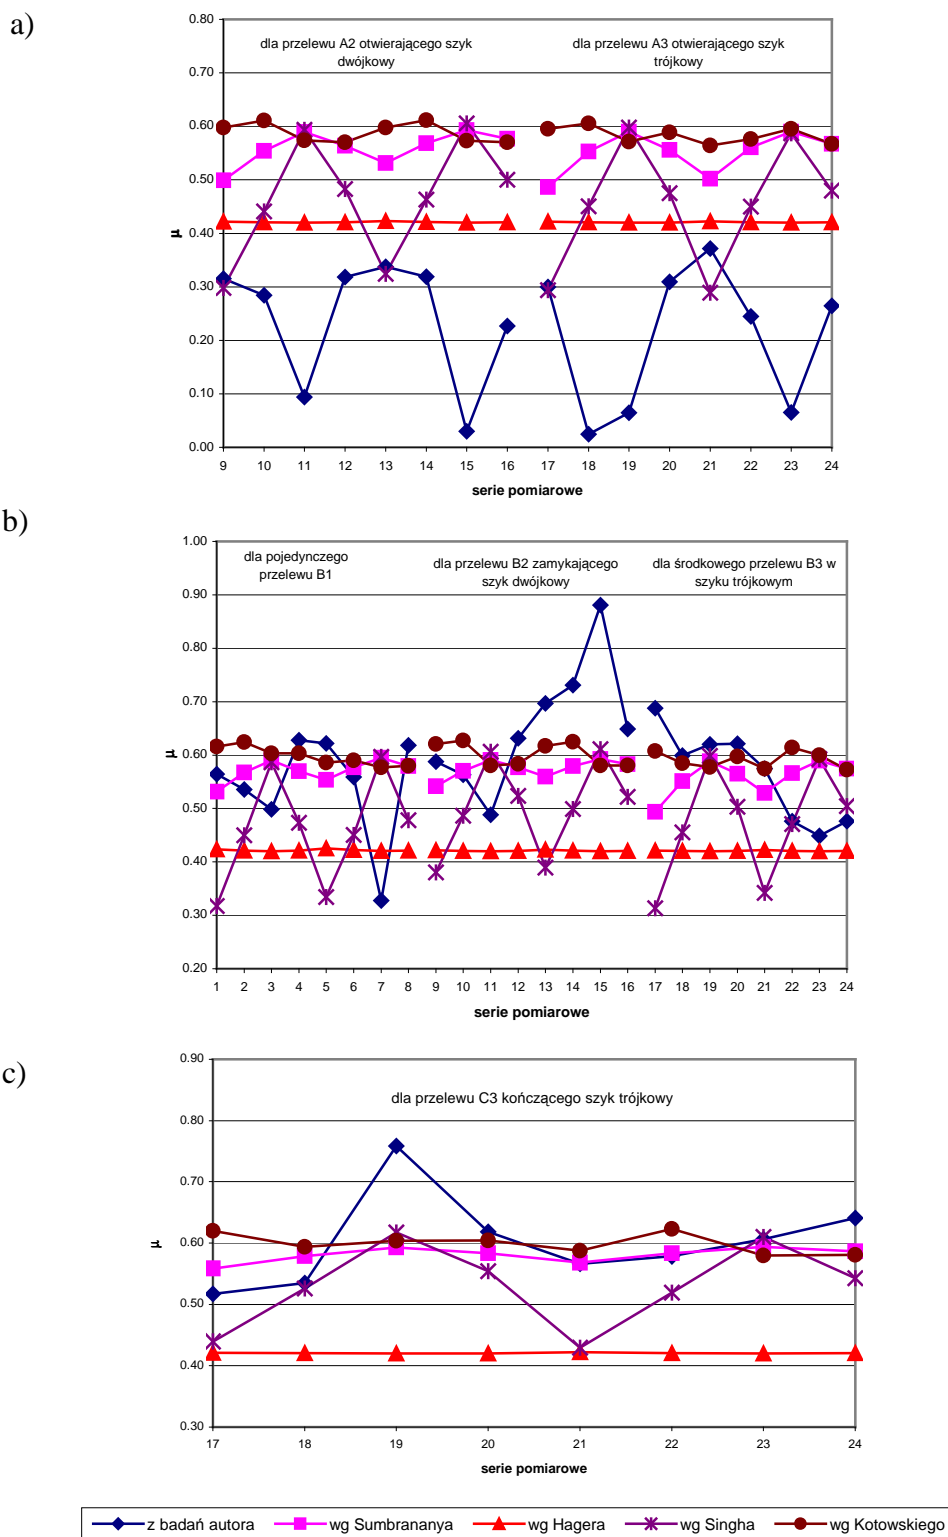 a)
0.80
0.70
0.60
0.50
0.40
0.30
0.20
0.10
0.00
μ
dla przelewu A2 otwierającego szyk
dwójkowy
dla przelewu A3 otwierającego szyk
trójkowy
9 10 11 12 13 14 15 16 17 18 19 20 21 22 23 24
serie pomiarowe
b)
1.00
0.90
0.80
0.70
0.60
0.50
0.40
0.30
0.20
μ
dla pojedynczego
przelewu B1
dla przelewu B2 zamykającego
szyk dwójkowy
dla środkowego przelewu B3 w
szyku trójkowym
1 2 3 4 5 6 7 8 9 10 11 12 13 14 15 16 17 18 19 20 21 22 23 24
serie pomiarowe
c)
0.90
0.80
0.70
0.60
0.50
0.40
0.30
μ
dla przelewu C3 kończącego szyk trójkowy
17 18 19 20 21 22 23 24
serie pomiarowe
z badań autora wg Sumbrananya wg Hagera wg Singha wg Kotowskiego